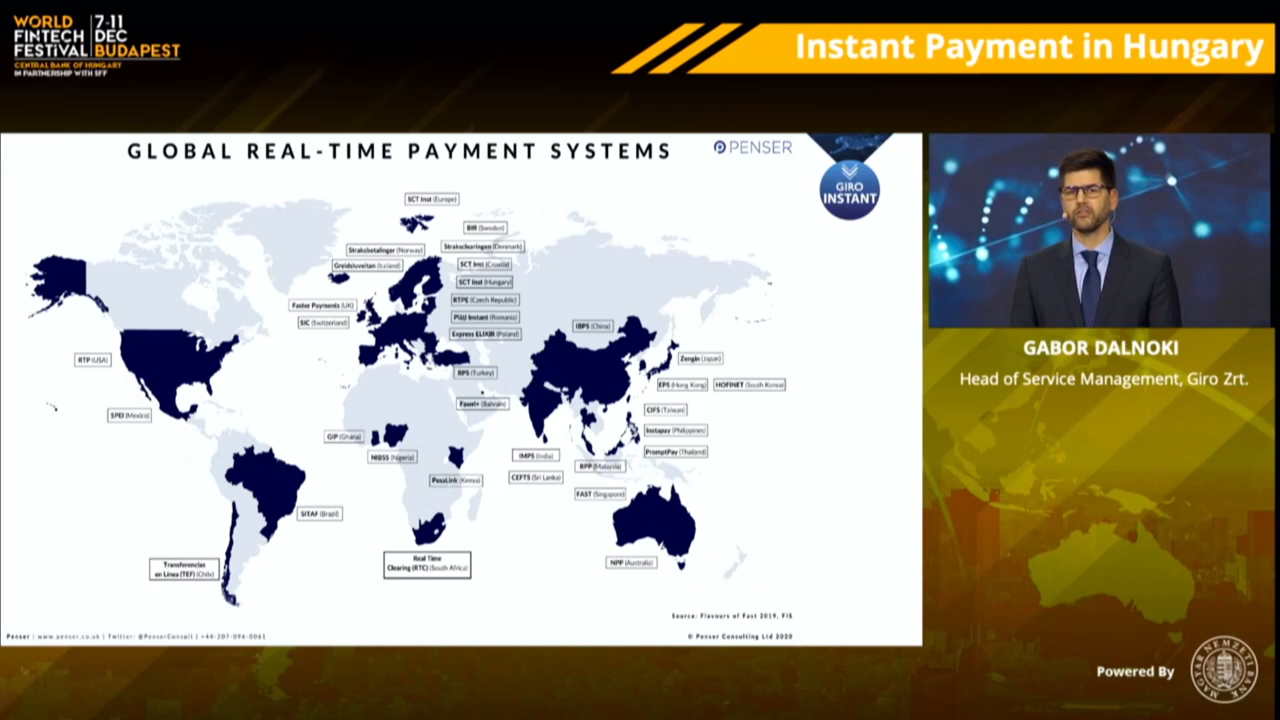 WORLD
FINTECH
FESTIVAL
7-11
DEC
BUDAPEST
CENTRAL BANK OF HUNGARY
IN PARTNERSHIP WITH SFF
Instant Payment in Hungary
GLOBAL REAL-TIME PAYMENT SYSTEMS
PENSER
GIRO
INSTANT
SCT Inst (Europe)
BIR (Sweden)
Straksbetalinger (Norway)
Straksclearingen (Denmark)
Greidsluveitan (Iceland)
SCT Inst (Croatia)
SCT Inst (Hungary)
RTPE (Czech Republic)
Faster Payments (UK)
Plăți Instant (Romania)
SIC (Switzerland)
Express ELIXIR (Poland)
IBPS (China)
RTP (USA)
Zengin (Japan)
RPS (Turkey)
EPS (Hong Kong)
HOFINET (South Korea)
Fawri+ (Bahrain)
SPEI (Mexico)
CIFS (Taiwan)
Instapay (Philippines)
GIP (Ghana)
PromptPay (Thailand)
NIBSS (Nigeria)
IMPS (India)
RPP (Malaysia)
PesaLink (Kenya)
CEFTS (Sri Lanka)
FAST (Singapore)
SITAF (Brazil)
Real Time
Clearing (RTC) (South Africa)
NPP (Australia)
Transferencias
en Línea (TEF) (Chile)
Source: Flavours of Fast 2019, FIS
Penser | www.penser.co.uk | Twitter: @PenserConsult | +44-207-096-0061
© Penser Consulting Ltd 2020
GABOR DALNOKI
Head of Service Management, Giro Zrt.
Powered By
MAGYAR NEMZETI BANK